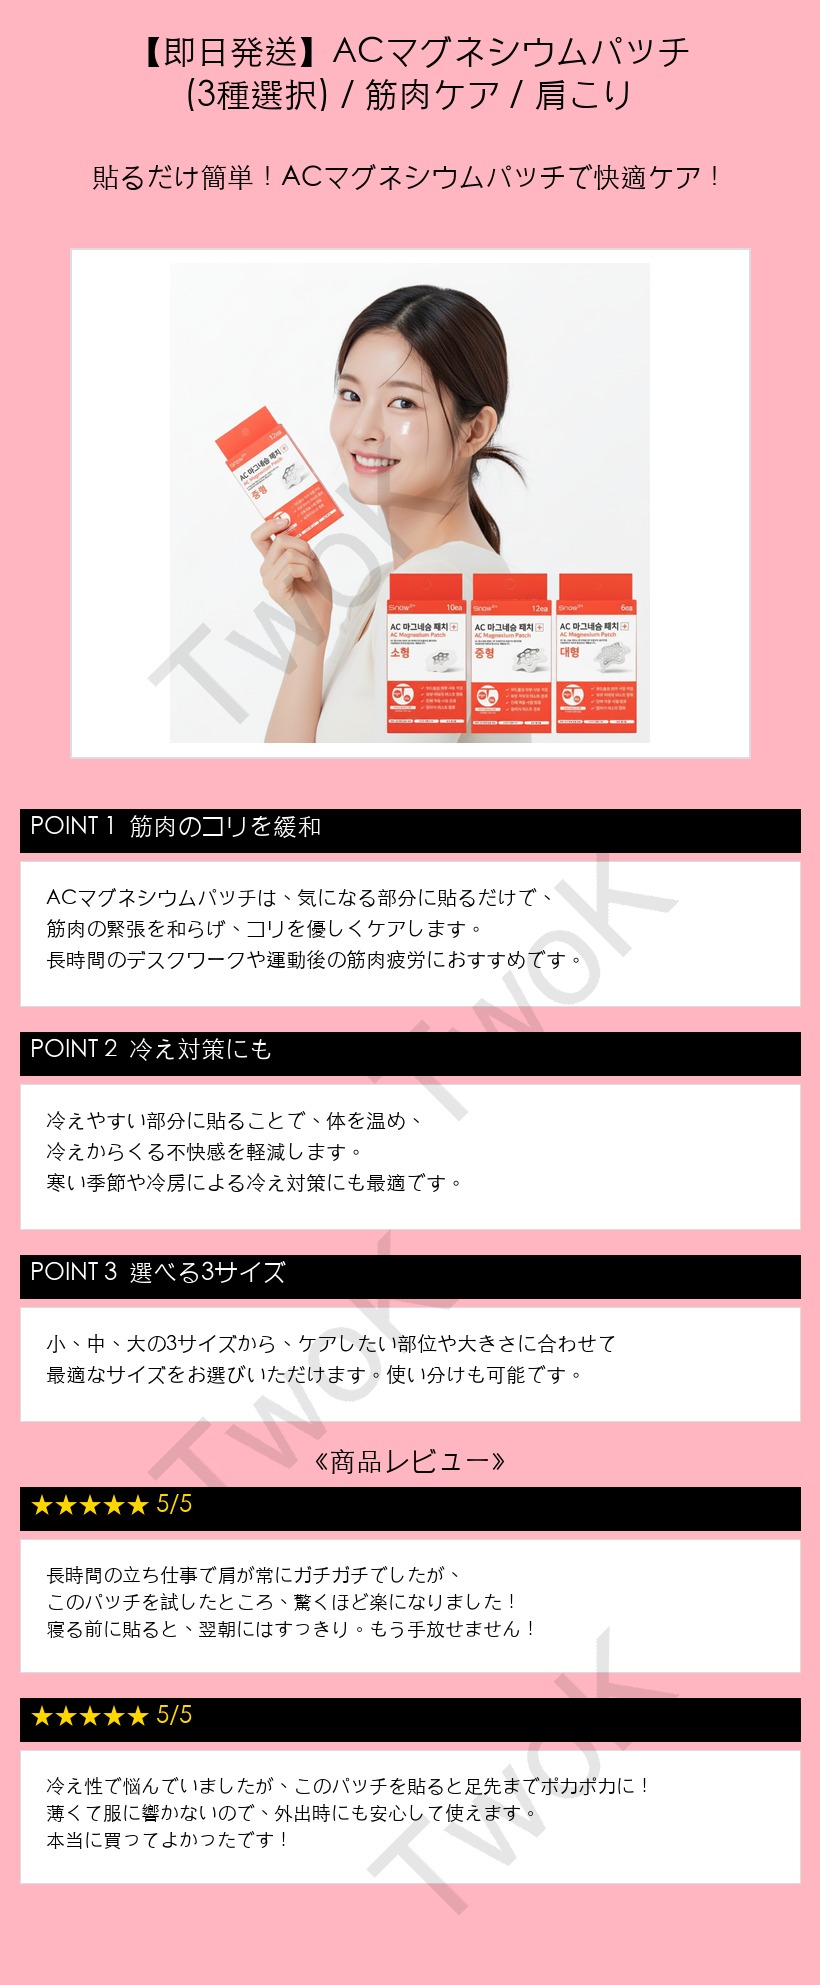 【即日発送】ACマグネシウムパッチ
(3種選択) / 筋肉ケア / 肩こり
貼るだけ簡単！ACマグネシウムパッチで快適ケア！
12ea
AC 마그네슘 패치
AC Magnesium Patch
중형
Snow2+ 10ea
AC 마그네슘 패치
AC Magnesium Patch
소형
Snow2+ 12ea
AC 마그네슘 패치
AC Magnesium Patch
중형
Snow2+ 6ea
AC 마그네슘 패치
AC Magnesium Patch
대형
TwoK
POINT 1 筋肉のコリを緩和
ACマグネシウムパッチは、気になる部分に貼るだけで、
筋肉の緊張を和らげ、コリを優しくケアします。
長時間のデスクワークや運動後の筋肉疲労におすすめです。
TwoK
POINT 2 冷え対策にも
冷えやすい部分に貼ることで、体を温め、
冷えからくる不快感を軽減します。
寒い季節や冷房による冷え対策にも最適です。
POINT 3 選べる3サイズ
小、中、大の3サイズから、ケアしたい部位や大きさに合わせて
最適なサイズをお選びいただけます。使い分けも可能です。
TwoK
《商品レビュー》
★★★★★ 5/5
長時間の立ち仕事で肩が常にガチガチでしたが、
このパッチを試したところ、驚くほど楽になりました！
寝る前に貼ると、翌朝にはすっきり。もう手放せません！
★★★★★ 5/5
冷え性で悩んでいましたが、このパッチを貼ると足先までポカポカに！
薄くて服に響かないので、外出時にも安心して使えます。
本当に買ってよかったです！
TwoK